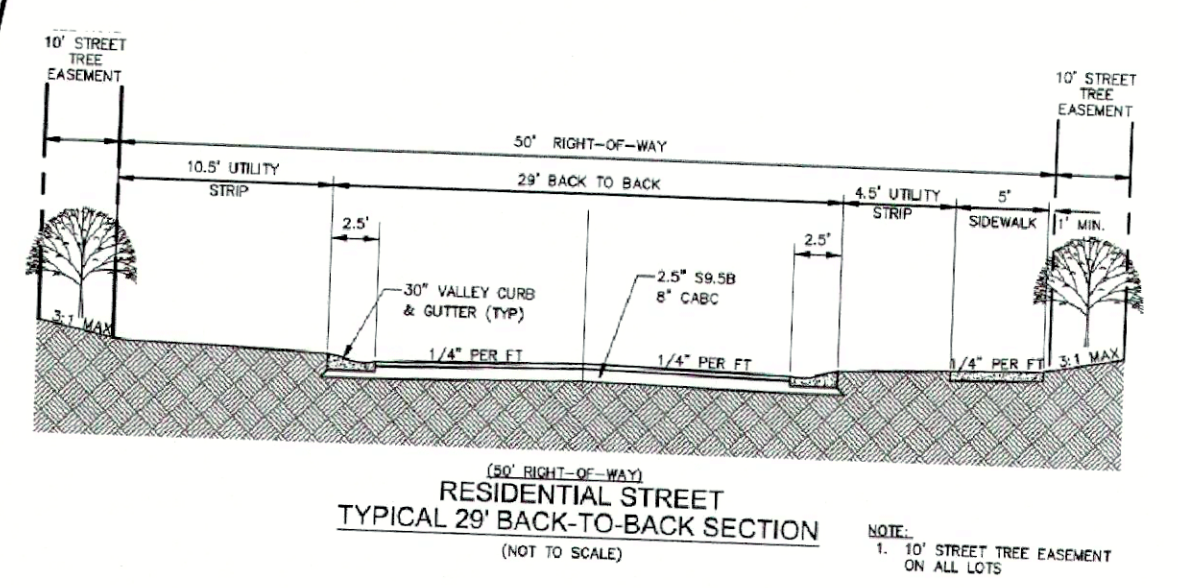 10' STREET
TREE
EASEMENT
10' STREET
TREE
EASEMENT
50' RIGHT-OF-WAY
10.5' UTILITY
STRIP
29' BACK TO BACK
4.5' UTILITY
STRIP
5'
SIDEWALK
1' MIN.
2.5'
2.5'
30" VALLEY CURB
& GUTTER (TYP)
2.5" S9.5B
8" CABC
3:1 MAX
1/4" PER FT
1/4" PER FT
1/4" PER FT
3:1 MAX
(50' RIGHT-OF-WAY)
RESIDENTIAL STREET
TYPICAL 29' BACK-TO-BACK SECTION
(NOT TO SCALE)
NOTE:
1. 10' STREET TREE EASEMENT
ON ALL LOTS